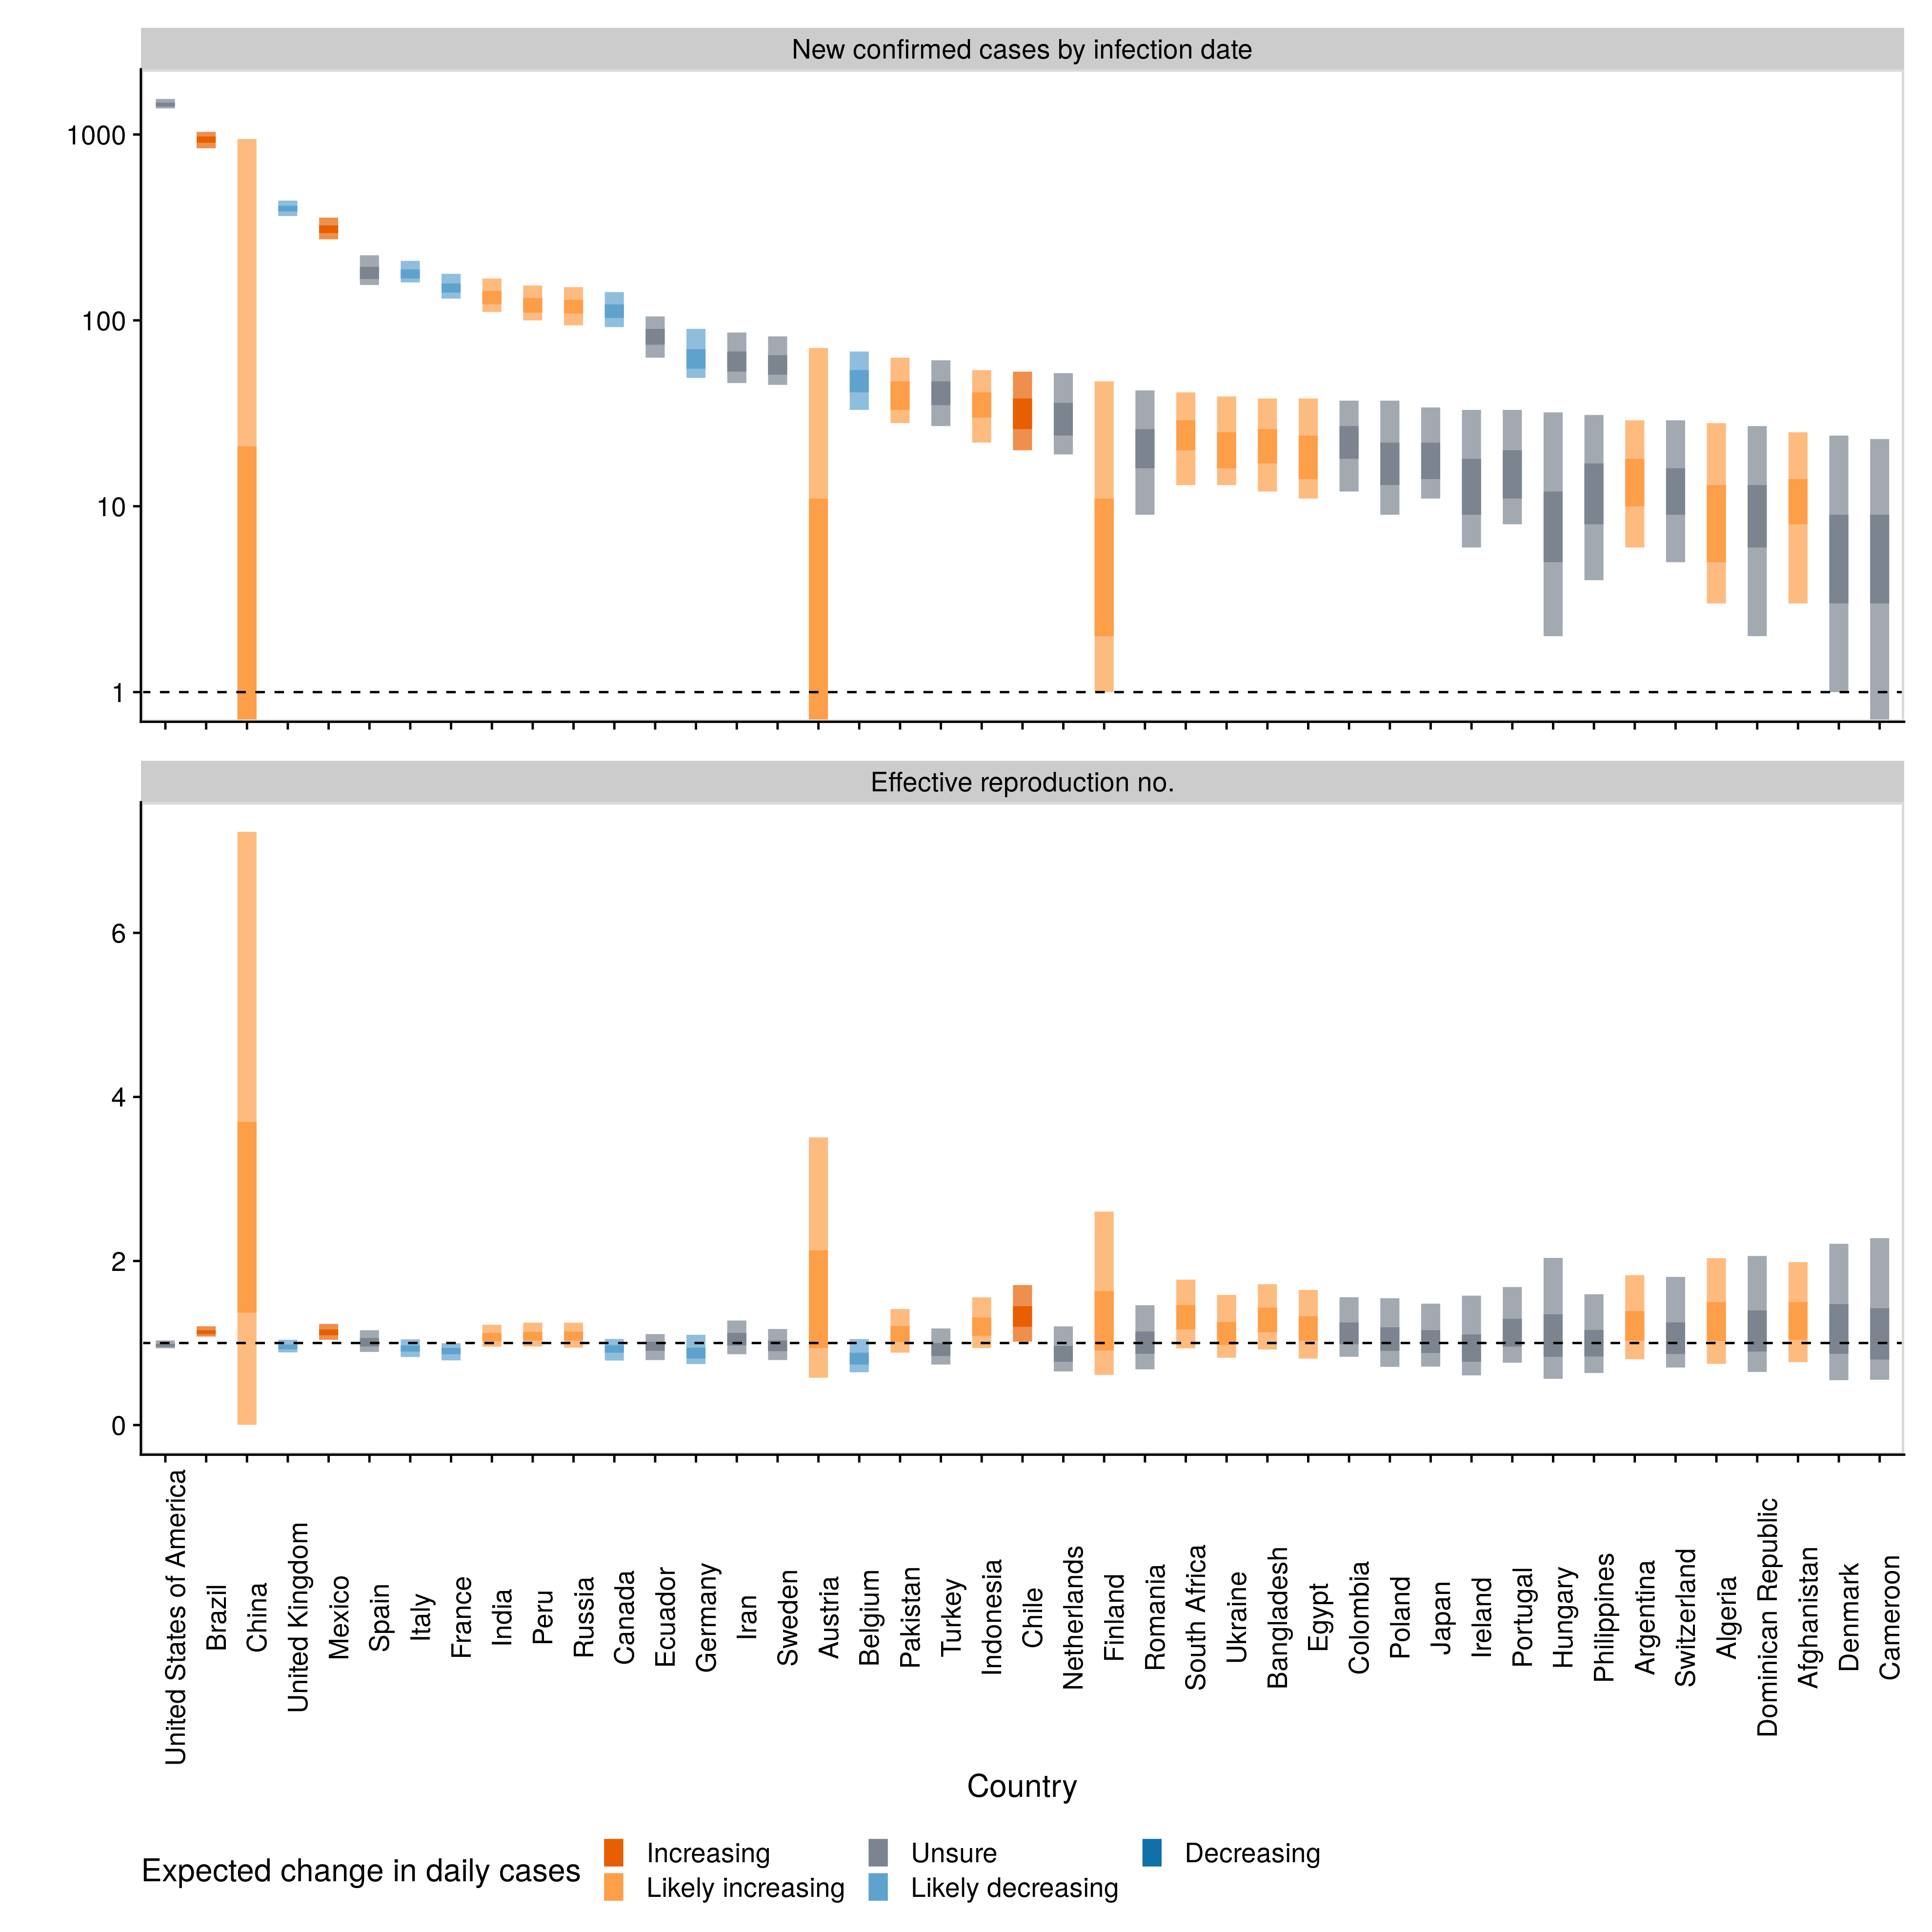 New confirmed cases by infection date
1000
100
10
1
Effective reproduction no.
6
4
2
0
United States of America
Brazil
China
United Kingdom
Mexico
Spain
Italy
France
India
Peru
Russia
Canada
Ecuador
Germany
Iran
Sweden
Austria
Belgium
Pakistan
Turkey
Indonesia
Chile
Netherlands
Finland
Romania
South Africa
Ukraine
Bangladesh
Egypt
Colombia
Poland
Japan
Ireland
Portugal
Hungary
Philippines
Argentina
Switzerland
Algeria
Dominican Republic
Afghanistan
Denmark
Cameroon
Country
Expected change in daily cases
Increasing
Likely increasing
Unsure
Likely decreasing
Decreasing